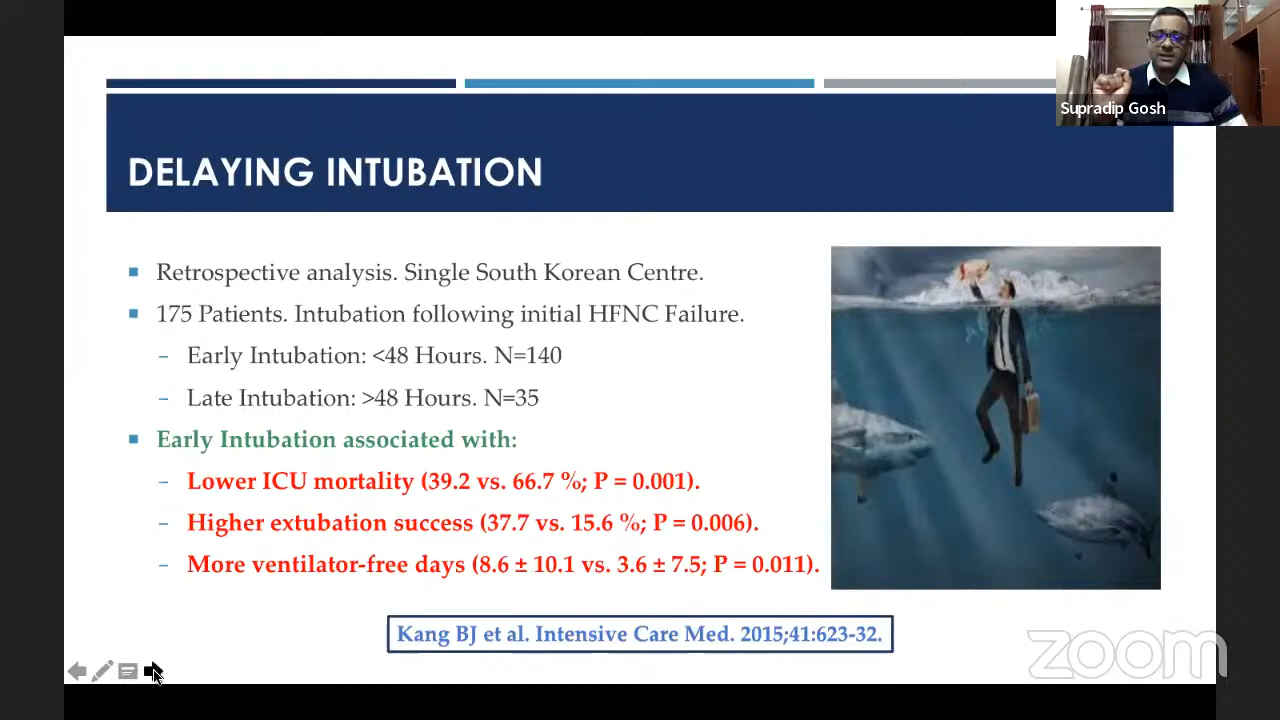 Supradip Gosh
DELAYING INTUBATION
Retrospective analysis. Single South Korean Centre.
175 Patients. Intubation following initial HFNC Failure.
Early Intubation: <48 Hours. N=140
Late Intubation: >48 Hours. N=35
Early Intubation associated with:
Lower ICU mortality (39.2 vs. 66.7 %; P = 0.001).
Higher extubation success (37.7 vs. 15.6 %; P = 0.006).
More ventilator-free days (8.6 ± 10.1 vs. 3.6 ± 7.5; P = 0.011).
Kang BJ et al. Intensive Care Med. 2015;41:623-32.
zoom